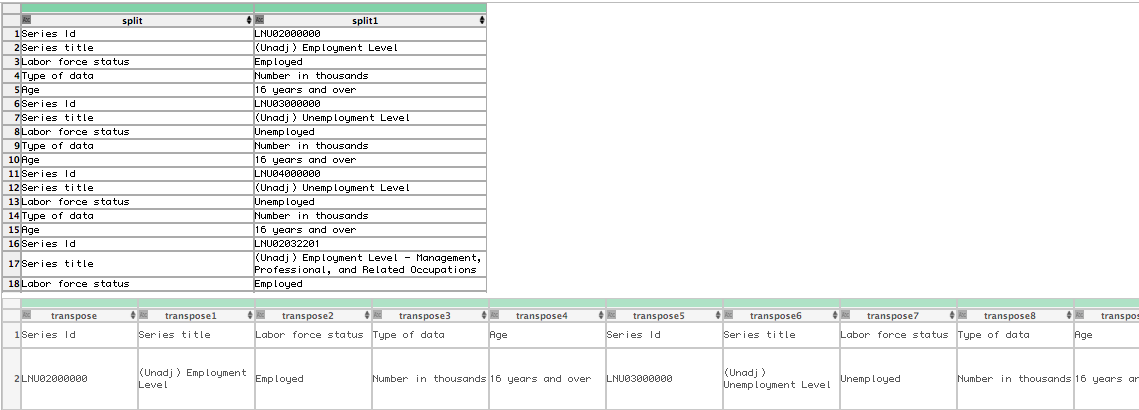 split split1
1 Series Id LNU02000000
2 Series title (Unadj) Employment Level
3 Labor force status Employed
4 Type of data Number in thousands
5 Age 16 years and over
6 Series Id LNU03000000
7 Series title (Unadj) Unemployment Level
8 Labor force status Unemployed
9 Type of data Number in thousands
10 Age 16 years and over
11 Series Id LNU04000000
12 Series title (Unadj) Unemployment Level
13 Labor force status Unemployed
14 Type of data Number in thousands
15 Age 16 years and over
16 Series Id LNU02032201
17 Series title (Unadj) Employment Level - Management,
Professional, and Related Occupations
18 Labor force status Employed
transpose transpose1 transpose2 transpose3 transpose4 transpose5 transpose6 transpose7 transpose8 transpos
1 Series Id Series title Labor force status Type of data Age Series Id Series title Labor force status Type of data Age
2 LNU02000000 (Unadj) Employment Level Employed Number in thousands 16 years and over LNU03000000 (Unadj) Unemployment Level Unemployed Number in thousands 16 years an